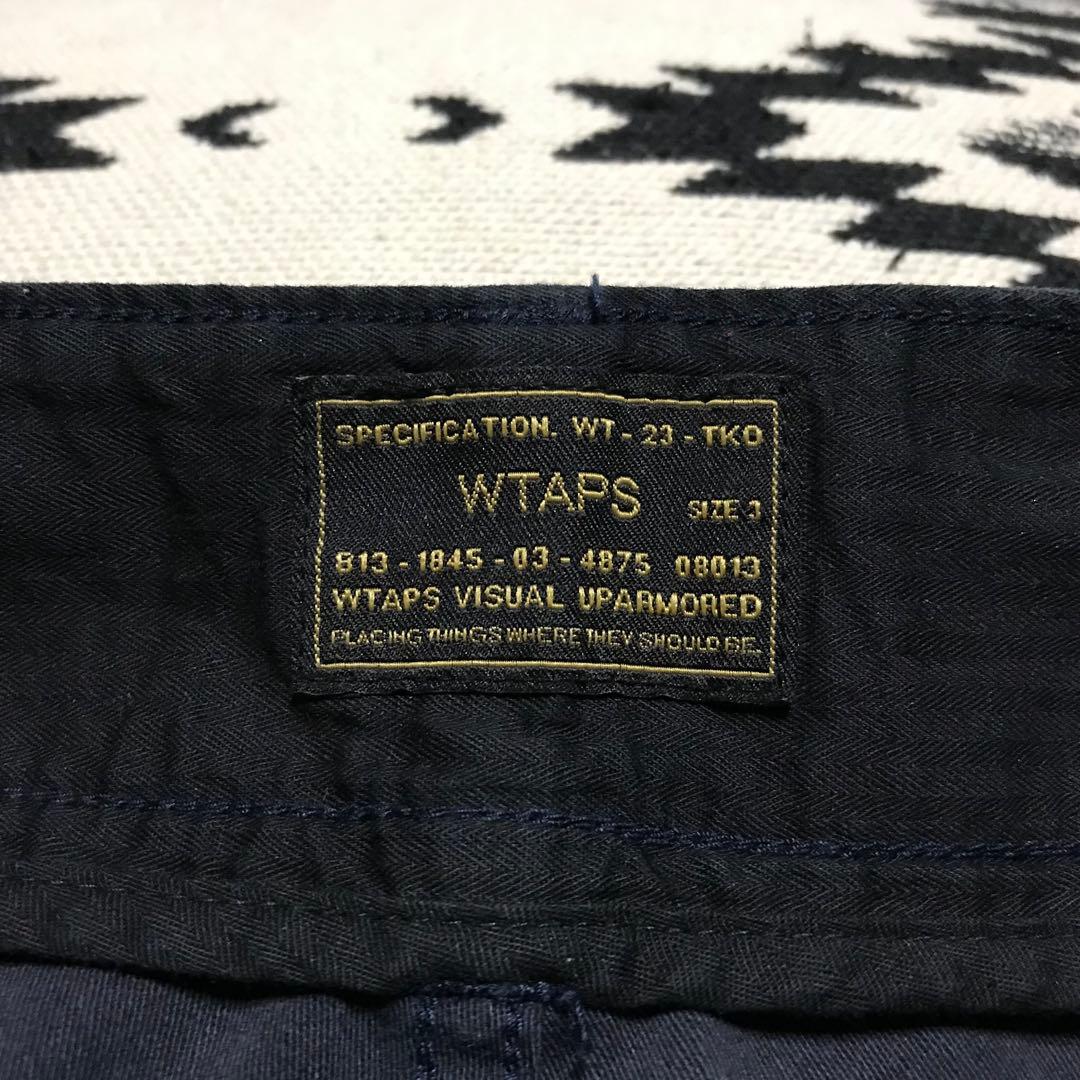 SPECIFICATION. WT - 23 - TKO
WTAPS SIZE 3
813 - 1845 - 03 - 4875 08013
WTAPS VISUAL UPARMORED
PLACING THINGS WHERE THEY SHOULD BE.